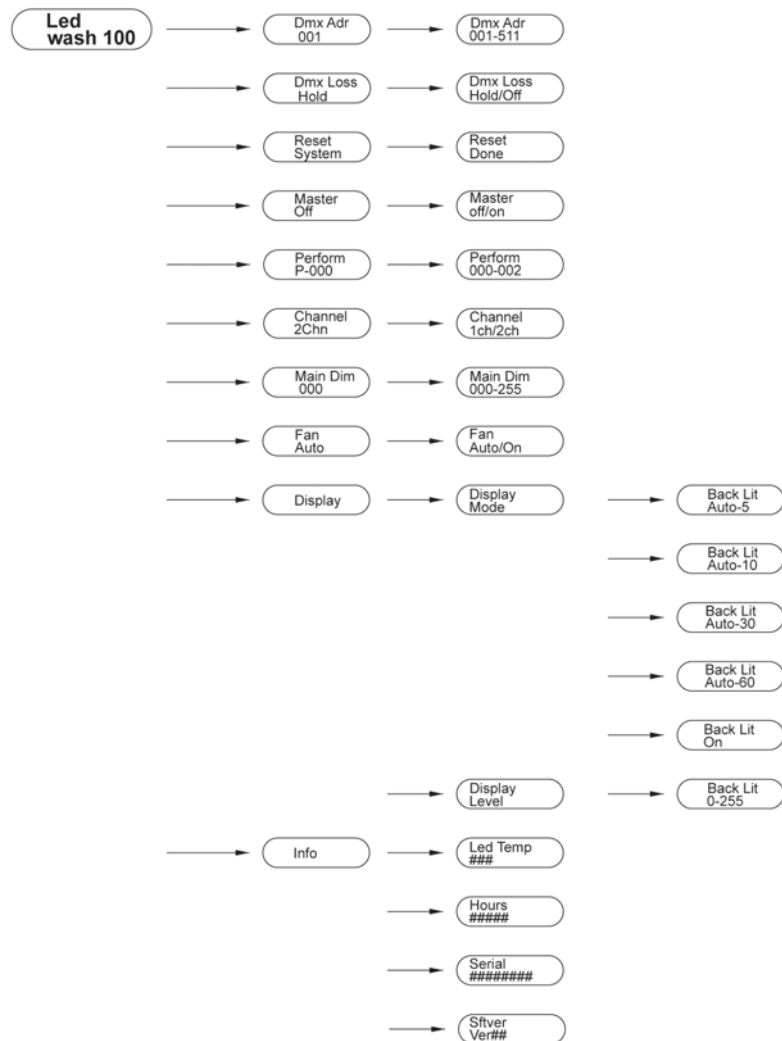 Led
wash 100
Dmx Adr
001
Dmx Adr
001-511
Dmx Loss
Hold
Dmx Loss
Hold/Off
Reset
System
Reset
Done
Master
Off
Master
off/on
Perform
P-000
Perform
000-002
Channel
2Chn
Channel
1ch/2ch
Main Dim
000
Main Dim
000-255
Fan
Auto
Fan
Auto/On
Display
Display
Mode
Back Lit
Auto-5
Back Lit
Auto-10
Back Lit
Auto-30
Back Lit
Auto-60
Back Lit
On
Display
Level
Back Lit
0-255
Info
Led Temp
###
Hours
#####
Serial
########
Sftver
Ver##